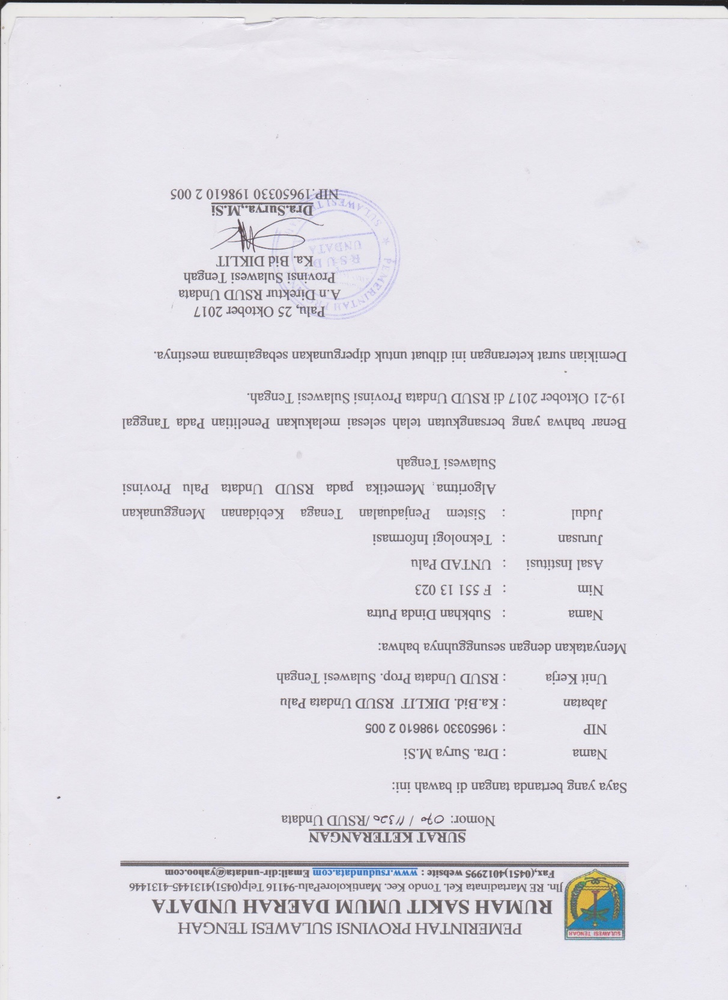 SULAWESI TENGAH
PEMERINTAH PROVINSI SULAWESI TENGAH
RUMAH SAKIT UMUM DAERAH UNDATA
Jln. RE Martadinata Kel. Tondo Kec. MantikolorePalu-94116 Telp(0451)4131445-4131446
Fax,(0451)4012995 website : www.rsudundata.com Email:dir-undata@yahoo.com
SURAT KETERANGAN
Nomor: 070 / 11320 /RSUD Undata
Saya yang bertanda tangan di bawah ini:
Nama : Dra. Surya M.Si
NIP : 19650330 198610 2 005
Jabatan : Ka.Bid. DIKLIT RSUD Undata Palu
Unit Kerja : RSUD Undata Prop. Sulawesi Tengah
Menyatakan dengan sesungguhnya bahwa:
Nama : Subkhan Dinda Putra
Nim : F 551 13 023
Asal Institusi : UNTAD Palu
Jurusan : Teknologi Informasi
Judul : Sistem Penjadualan Tenaga Kebidanan Menggunakan
Algoritma Memetika pada RSUD Undata Palu Provinsi
Sulawesi Tengah
Benar bahwa yang bersangkutan telah selesai melakukan Penelitian Pada Tanggal
19-21 Oktober 2017 di RSUD Undata Provinsi Sulawesi Tengah.
Demikian surat keterangan ini dibuat untuk dipergunakan sebagaimana mestinya.
Palu, 25 Oktober 2017
A.n Direktur RSUD Undata
Provinsi Sulawesi Tengah
Ka. Bid DIKLIT
RSUD
UNDATA
Dra.Surya.,M.Si
NIP.19650330 198610 2 005